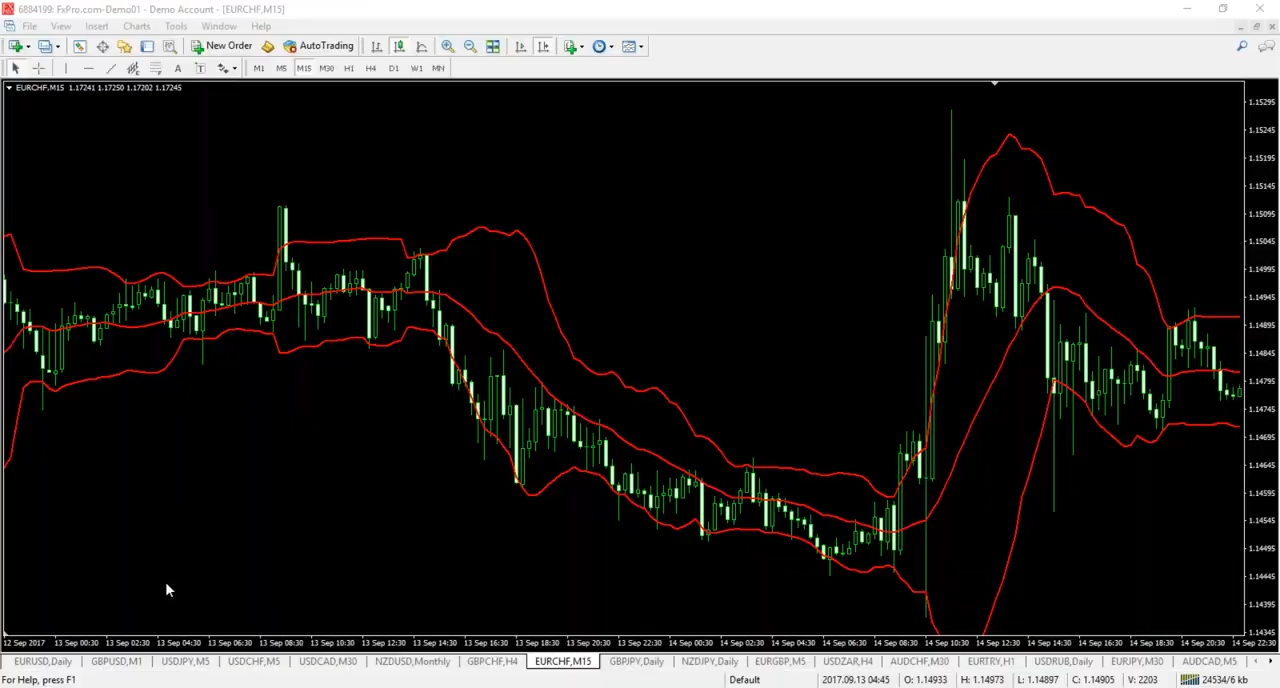 6884199: FxPro.com-Demo01 - Demo Account - [EURCHF,M15]
File View Insert Charts Tools Window Help
New Order AutoTrading
A T M1 M5 M15 M30 H1 H4 D1 W1 MN
EURCHF,M15 1.17241 1.17250 1.17202 1.17245
1.15295
1.15245
1.15195
1.15145
1.15095
1.15045
1.14995
1.14945
1.14895
1.14845
1.14795
1.14745
1.14695
1.14645
1.14595
1.14545
1.14495
1.14445
1.14395
1.14345
12 Sep 2017 13 Sep 00:30 13 Sep 02:30 13 Sep 04:30 13 Sep 06:30 13 Sep 08:30 13 Sep 10:30 13 Sep 12:30 13 Sep 14:30 13 Sep 16:30 13 Sep 18:30 13 Sep 20:30 13 Sep 22:30 14 Sep 00:30 14 Sep 02:30 14 Sep 04:30 14 Sep 06:30 14 Sep 08:30 14 Sep 10:30 14 Sep 12:30 14 Sep 14:30 14 Sep 16:30 14 Sep 18:30 14 Sep 20:30 14 Sep 22:30
EURUSD,Daily GBPUSD,M1 USDJPY,M5 USDCHF,M5 USDCAD,M30 NZDUSD,Monthly GBPCHF,H4 EURCHF,M15 GBPJPY,Daily NZDJPY,Daily EURGBP,M5 USDZAR,H4 AUDCHF,M30 EURTRY,H1 USDRUB,Daily EURJPY,M30 AUDCAD,M5
For Help, press F1 Default 2017.09.13 04:45 O: 1.14933 H: 1.14973 L: 1.14897 C: 1.14905 V: 2203 24534/6 kb